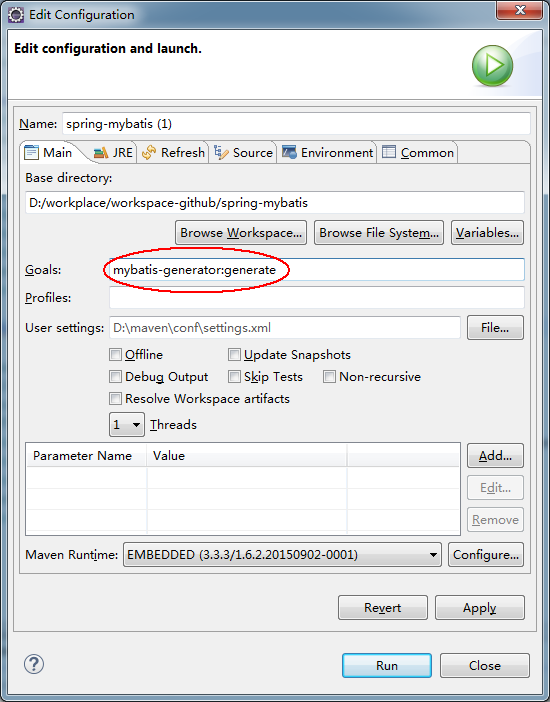 Edit Configuration
Edit configuration and launch.
Name: spring-mybatis (1)
Main JRE Refresh Source Environment Common
Base directory:
D:/workplace/workspace-github/spring-mybatis
Browse Workspace... Browse File System... Variables...
Goals: mybatis-generator:generate
Profiles:
User settings: D:\maven\conf\settings.xml File...
Offline Update Snapshots
Debug Output Skip Tests Non-recursive
Resolve Workspace artifacts
1 Threads
Parameter Name Value Add...
Edit...
Remove
Maven Runtime: EMBEDDED (3.3.3/1.6.2.20150902-0001) Configure...
Revert Apply
? Run Close